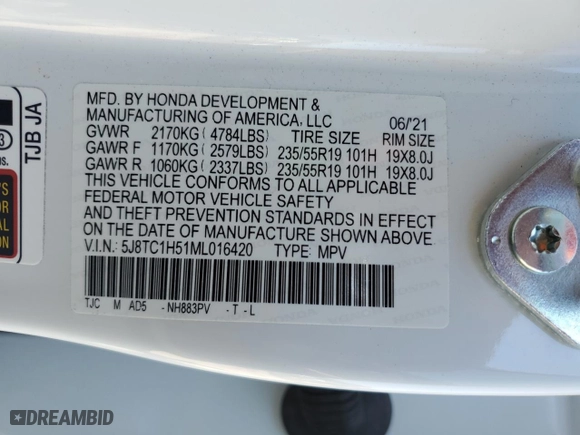 MFD. BY HONDA DEVELOPMENT &
MANUFACTURING OF AMERICA, LLC 06/'21
GVWR 2170KG ( 4784LBS) TIRE SIZE RIM SIZE
GAWR F 1170KG ( 2579LBS) 235/55R19 101H 19X8.0J
GAWR R 1060KG ( 2337LBS) 235/55R19 101H 19X8.0J
THIS VEHICLE CONFORMS TO ALL APPLICABLE
FEDERAL MOTOR VEHICLE SAFETY
AND THEFT PREVENTION STANDARDS IN EFFECT
ON THE DATE OF MANUFACTURE SHOWN ABOVE.
V.I.N.: 5J8TC1H51ML016420 TYPE: MPV
TJC M AD5 - NH883PV - T - L
TJB JA
DREAMBID